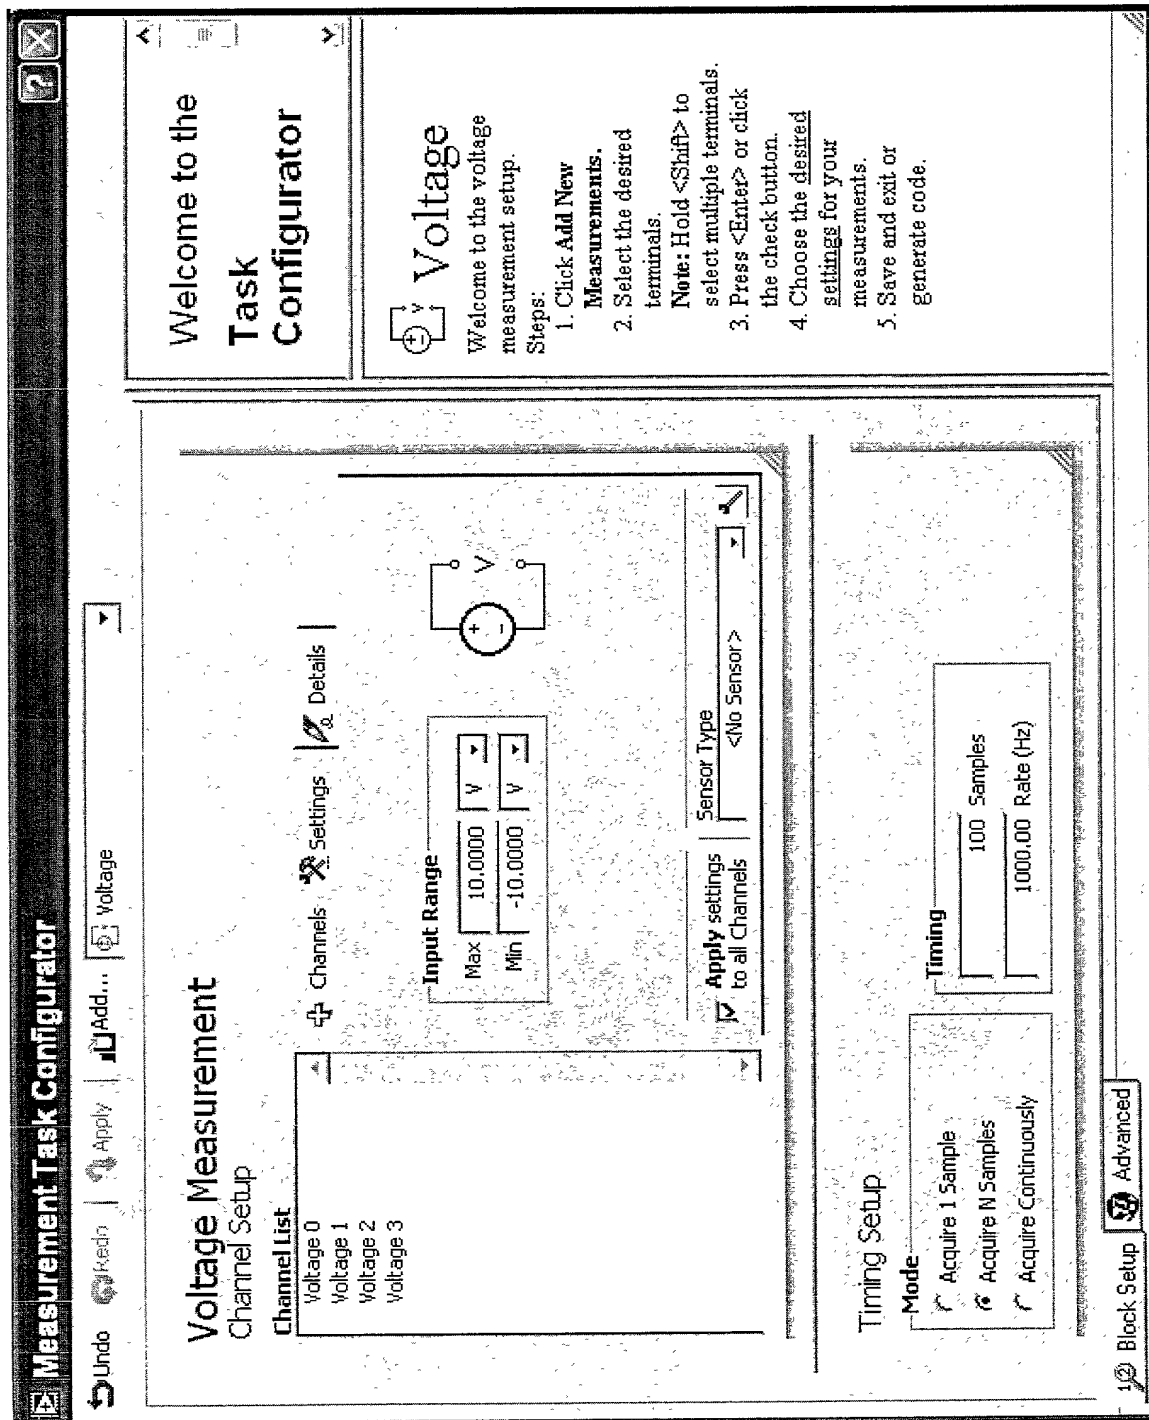 Measurement Task Configurator
Undo Redo Apply Add... Voltage
Voltage Measurement
Channel Setup
Channel List
Voltage 0
Voltage 1
Voltage 2
Voltage 3
Channels Settings Details
Input Range
Max 10.0000 V
Min -10.0000 V
V
Apply settings
to all Channels
Sensor Type
<No Sensor>
Timing Setup
Mode
Acquire 1 Sample
Acquire N Samples
Acquire Continuously
Timing
100 Samples
1000.00 Rate (Hz)
Block Setup Advanced
Welcome to the
Task
Configurator
V Voltage
Welcome to the voltage
measurement setup.
Steps:
1. Click Add New
Measurements.
2. Select the desired
terminals.
Note: Hold <Shift> to
select multiple terminals.
3. Press <Enter> or click
the check button.
4. Choose the desired
settings for your
measurements.
5. Save and exit or
generate code.